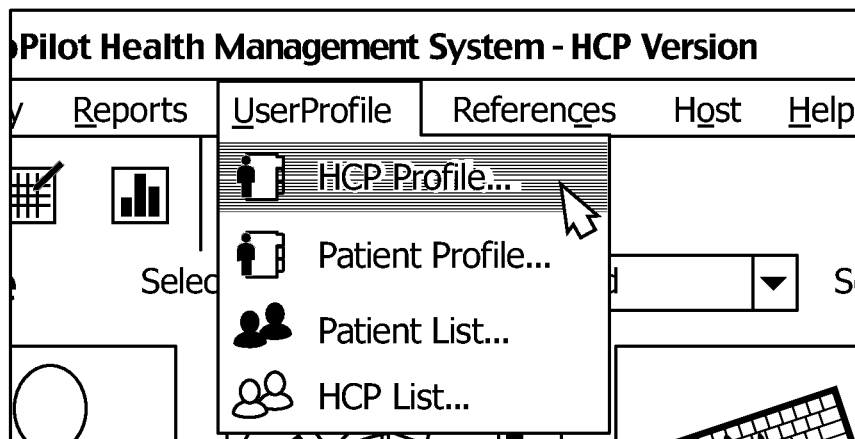 Pilot Health Management System - HCP Version
y Reports UserProfile References Host Help
HCP Profile...
Patient Profile...
Selec
Patient List...
HCP List...